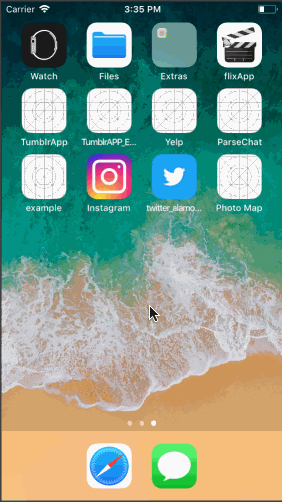 Carrier 3:35 PM
Watch Files Extras flixApp
TumblrApp TumblrAPP_E... Yelp ParseChat
example Instagram twitter_alamo... Photo Map